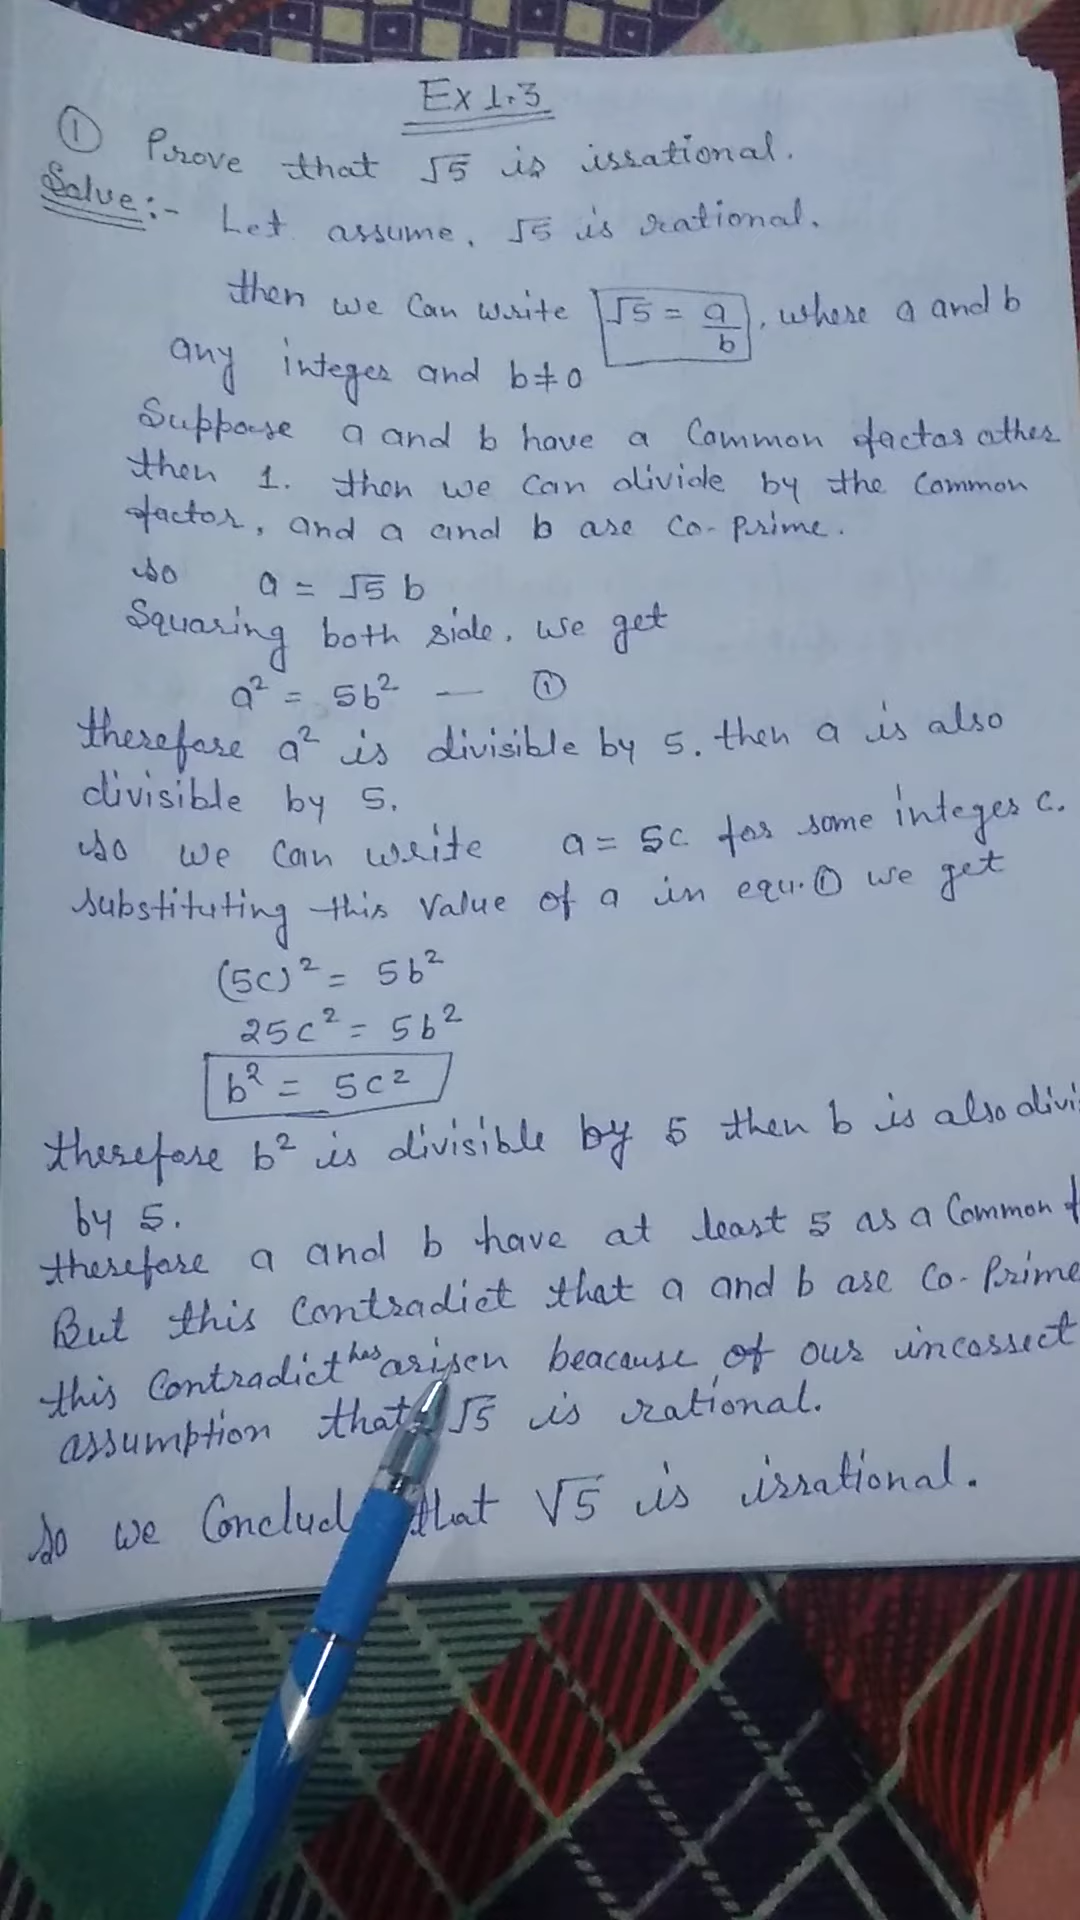 Ex 1.3
① Prove that √5 is irrational.
Solve:- Let assume, √5 is rational.
then we can write √5 = a/b, where a and b
any integer and b≠0
Suppose a and b have a common factor other
then 1. then we can divide by the common
factor, and a and b are co-prime.
so a = √5 b
Squaring both side, we get
a² = 5b² — ①
therefore a² is divisible by 5. then a is also
divisible by 5.
so we can write a = 5c for some integer c.
substituting this value of a in equ.① we get
(5c)² = 5b²
25c² = 5b²
b² = 5c²
therefore b² is divisible by 5 then b is also divi
by 5.
therefore a and b have at least 5 as a common f
But this contradict that a and b are co-prime
this contradict has arisen beacause of our incorrect
assumption that √5 is rational.
so we Conclud that √5 is irrational.